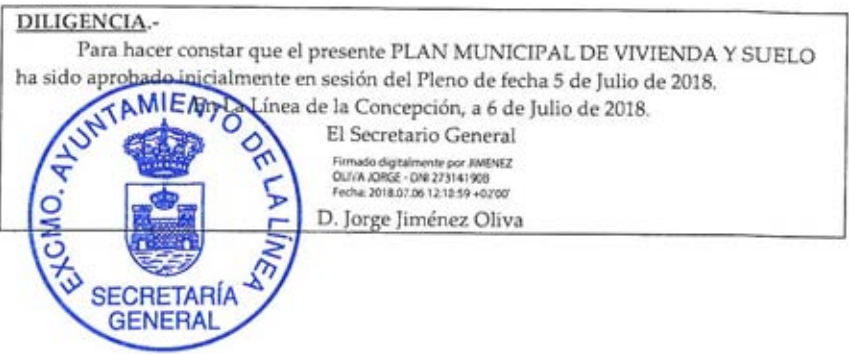 DILIGENCIA.-
Para hacer constar que el presente PLAN MUNICIPAL DE VIVIENDA Y SUELO
ha sido aprobado inicialmente en sesión del Pleno de fecha 5 de Julio de 2018.
En La Línea de la Concepción, a 6 de Julio de 2018.
El Secretario General
Firmado digitalmente por JIMENEZ
OLIVA JORGE - DNI 27314190B
Fecha: 2018.07.06 12:18:59 +02'00'
D. Jorge Jiménez Oliva
EXCMO. AYUNTAMIENTO DE LA LÍNEA
SECRETARÍA
GENERAL